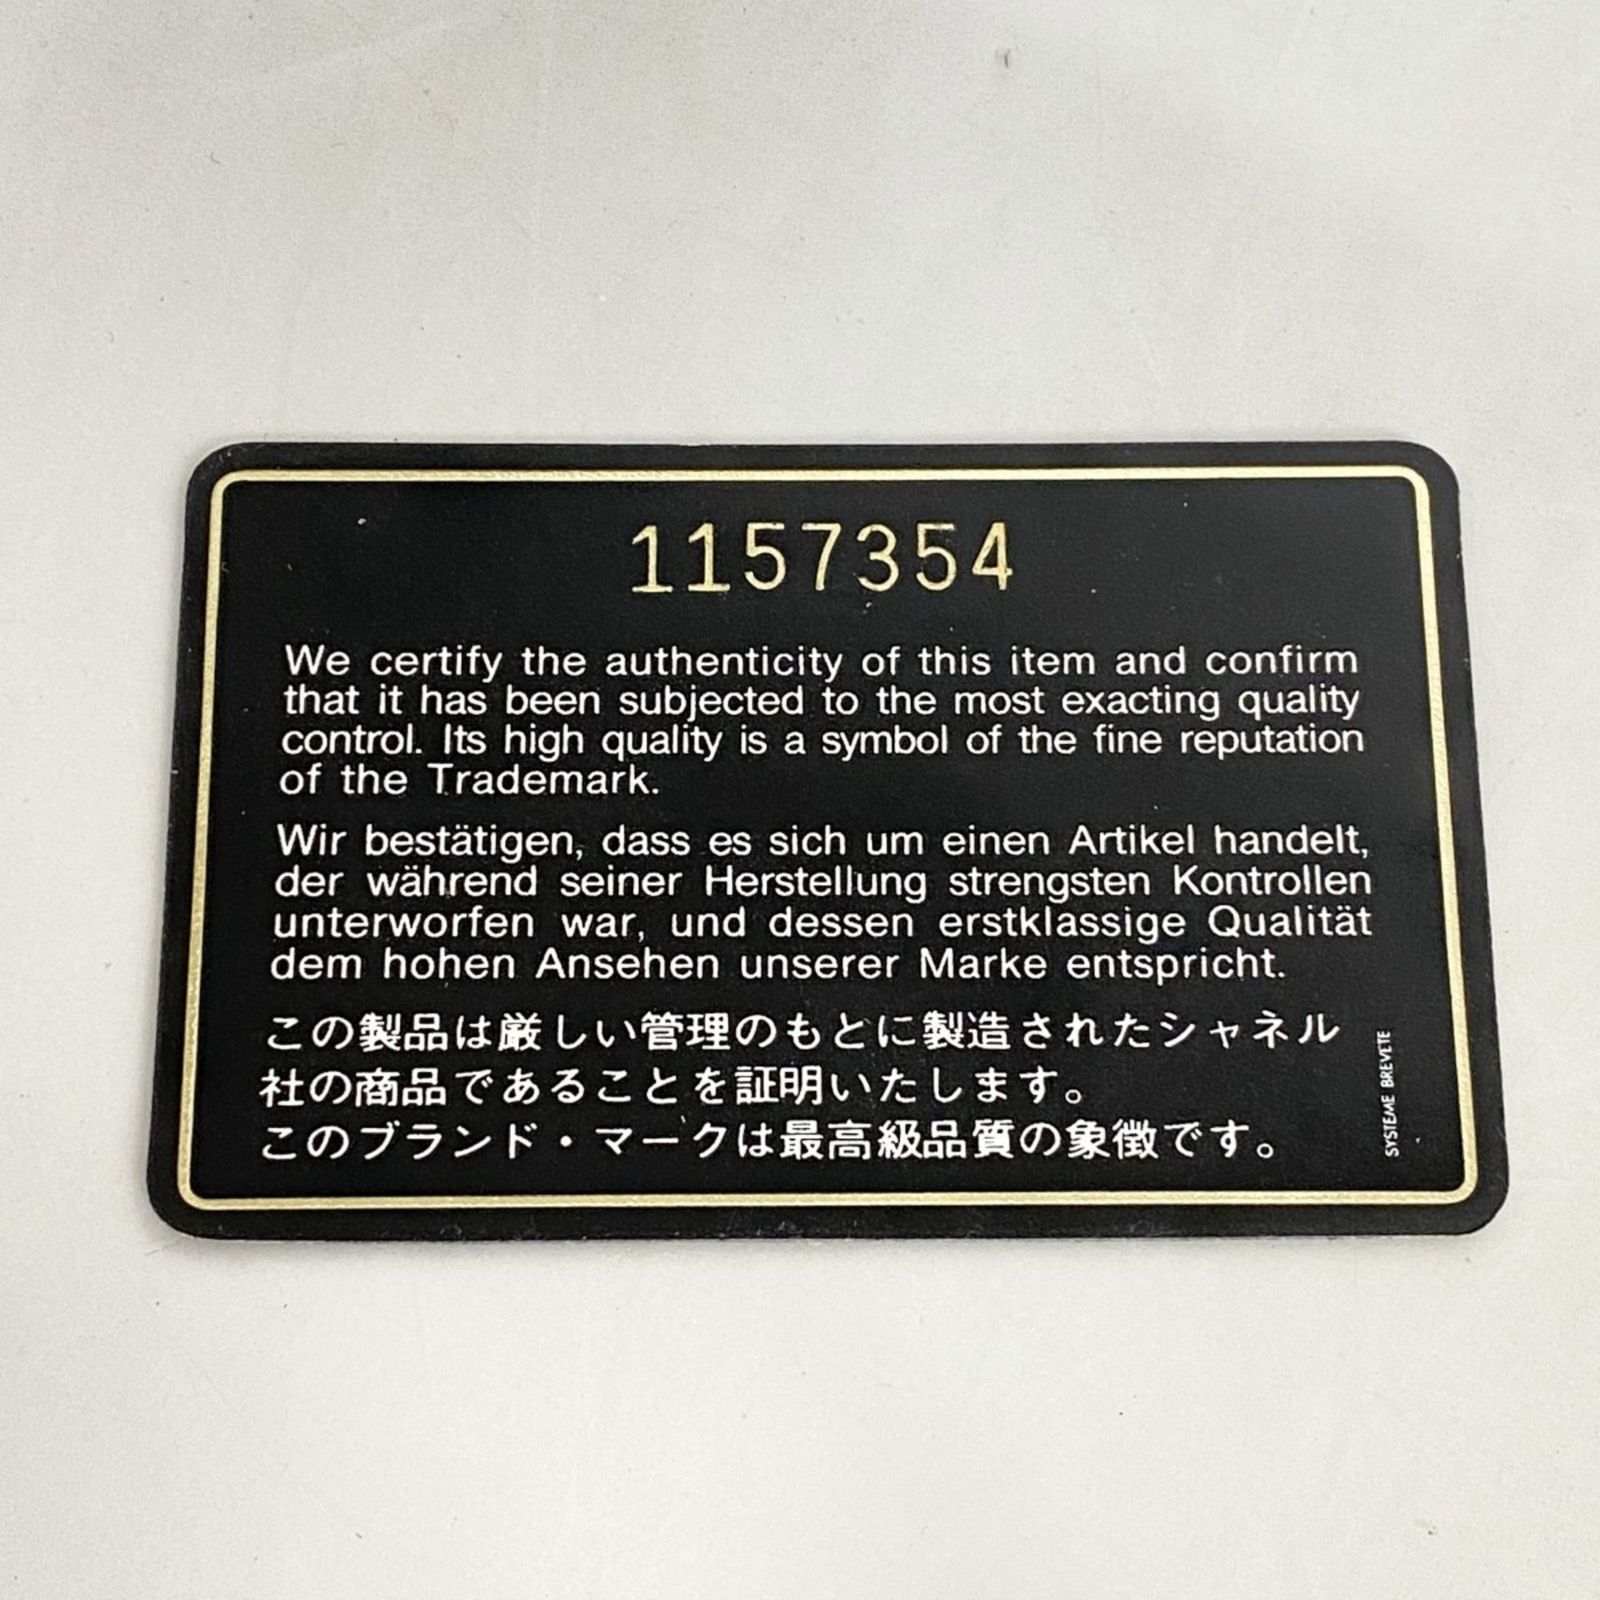 1157354
We certify the authenticity of this item and confirm
that it has been subjected to the most exacting quality
control. Its high quality is a symbol of the fine reputation
of the Trademark.
Wir bestätigen, dass es sich um einen Artikel handelt,
der während seiner Herstellung strengsten Kontrollen
unterworfen war, und dessen erstklassige Qualität
dem hohen Ansehen unserer Marke entspricht.
この製品は厳しい管理のもとに製造されたシャネル
社の商品であることを証明いたします。
このブランド・マークは最高級品質の象徴です。
SYSTEME BREVETE